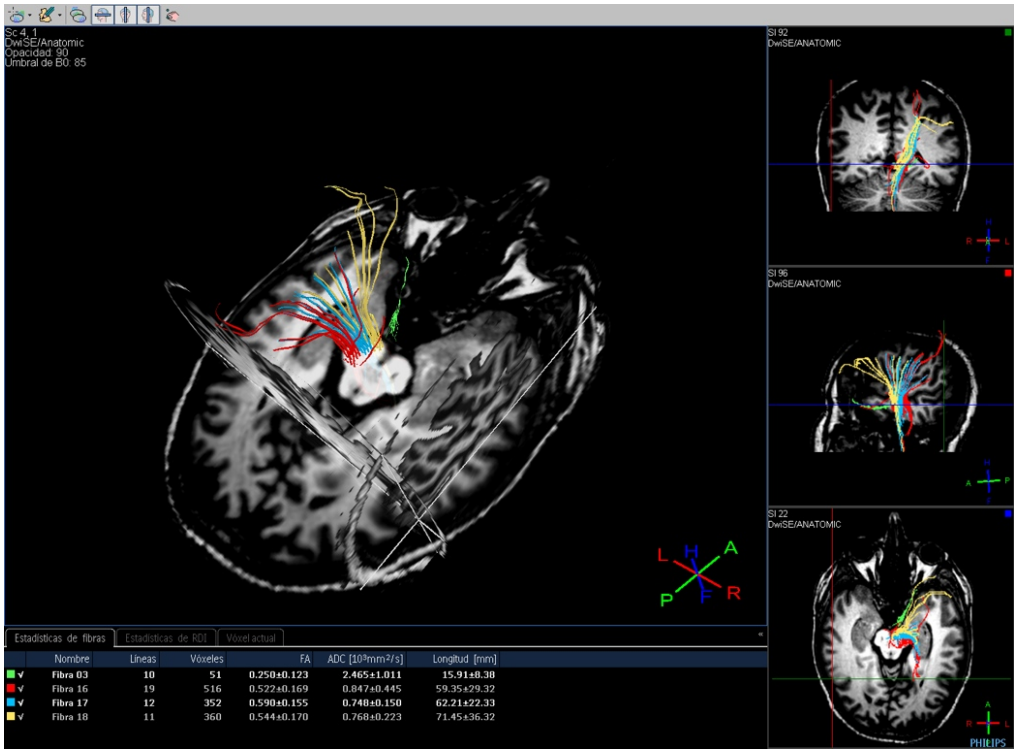 Sc 4, 1
DwiSE/Anatomic
Opacidad: 90
Umbral de B0: 85
SI 92
DwiSE/ANATOMIC
H
R L
SI 96
DwiSE/ANATOMIC
H
A P
SI 22
DwiSE/ANATOMIC
A
R L
PHILIPS
L H A
P F R
Estadísticas de fibras Estadísticas de RDI Vóxel actual
Nombre Líneas Vóxeles FA ADC [10³mm²/s] Longitud [mm]
Fibra 03 10 51 0.250±0.123 2.465±1.011 15.91±8.38
Fibra 16 19 516 0.522±0.169 0.847±0.445 59.35±29.32
Fibra 17 12 352 0.590±0.155 0.748±0.150 62.21±22.33
Fibra 18 11 360 0.544±0.170 0.768±0.223 71.45±36.32